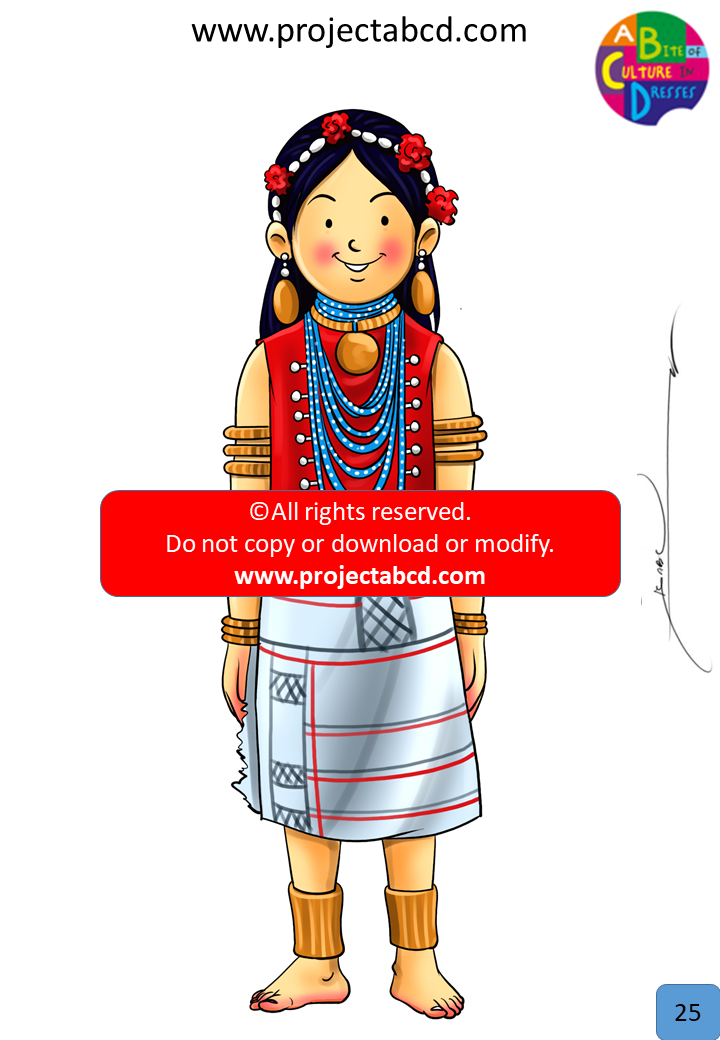 www.projectabcd.com
A
BITE OF
CULTURE IN
DRESSES
©All rights reserved.
Do not copy or download or modify.
www.projectabcd.com
25